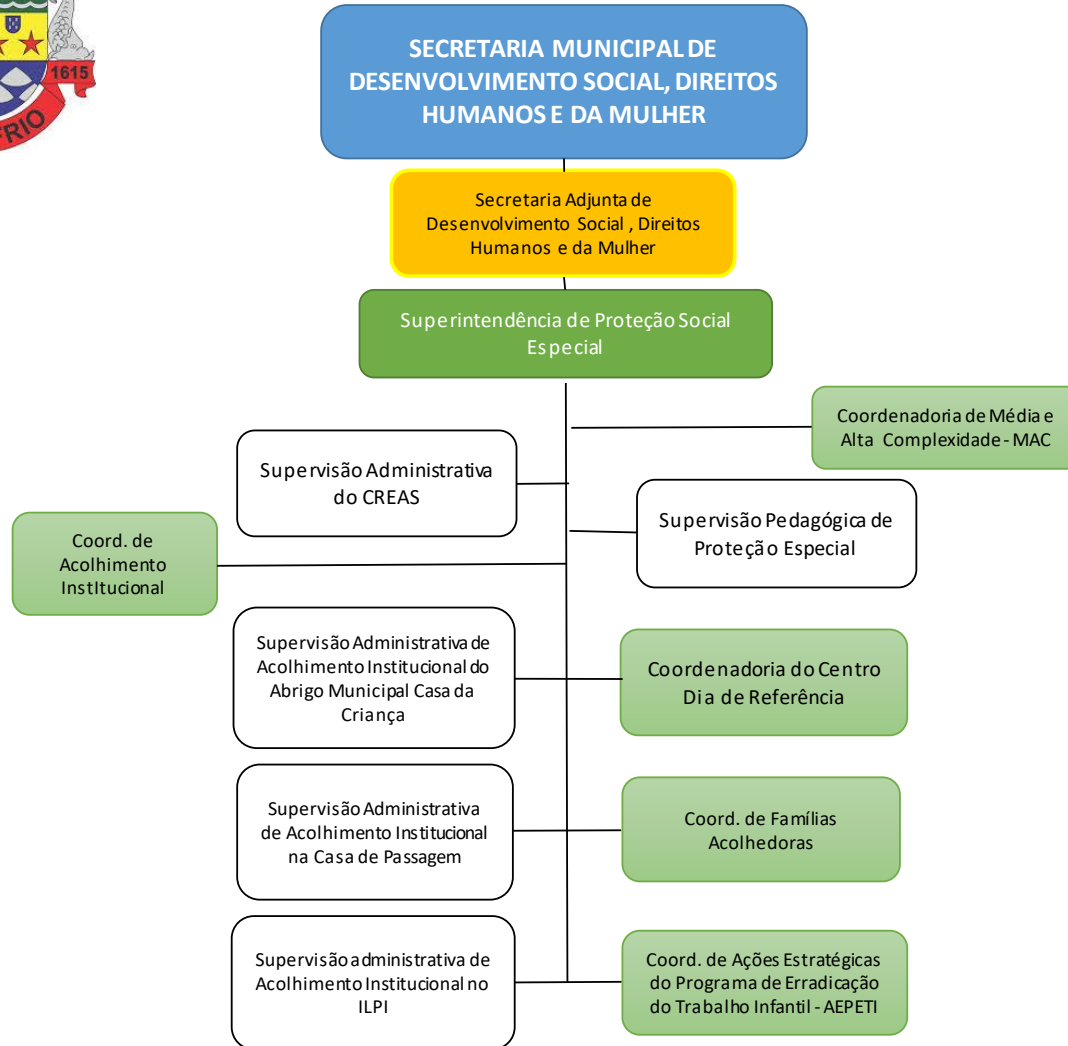 1615
FRIO
SECRETARIA MUNICIPAL DE
DESENVOLVIMENTO SOCIAL, DIREITOS
HUMANOS E DA MULHER
Secretaria Adjunta de
Desenvolvimento Social , Direitos
Humanos e da Mulher
Superintendência de Proteção Social
Especial
Coordenadoria de Média e
Alta Complexidade - MAC
Supervisão Administrativa
do CREAS
Supervisão Pedagógica de
Proteção Especial
Coord. de
Acolhimento
InstItucional
Supervisão Administrativa de
Acolhimento Institucional do
Abrigo Municipal Casa da
Criança
Coordenadoria do Centro
Dia de Referência
Supervisão Administrativa
de Acolhimento Institucional
na Casa de Passagem
Coord. de Famílias
Acolhedoras
Supervisão administrativa de
Acolhimento Institucional no
ILPI
Coord. de Ações Estratégicas
do Programa de Erradicação
do Trabalho Infantil - AEPETI